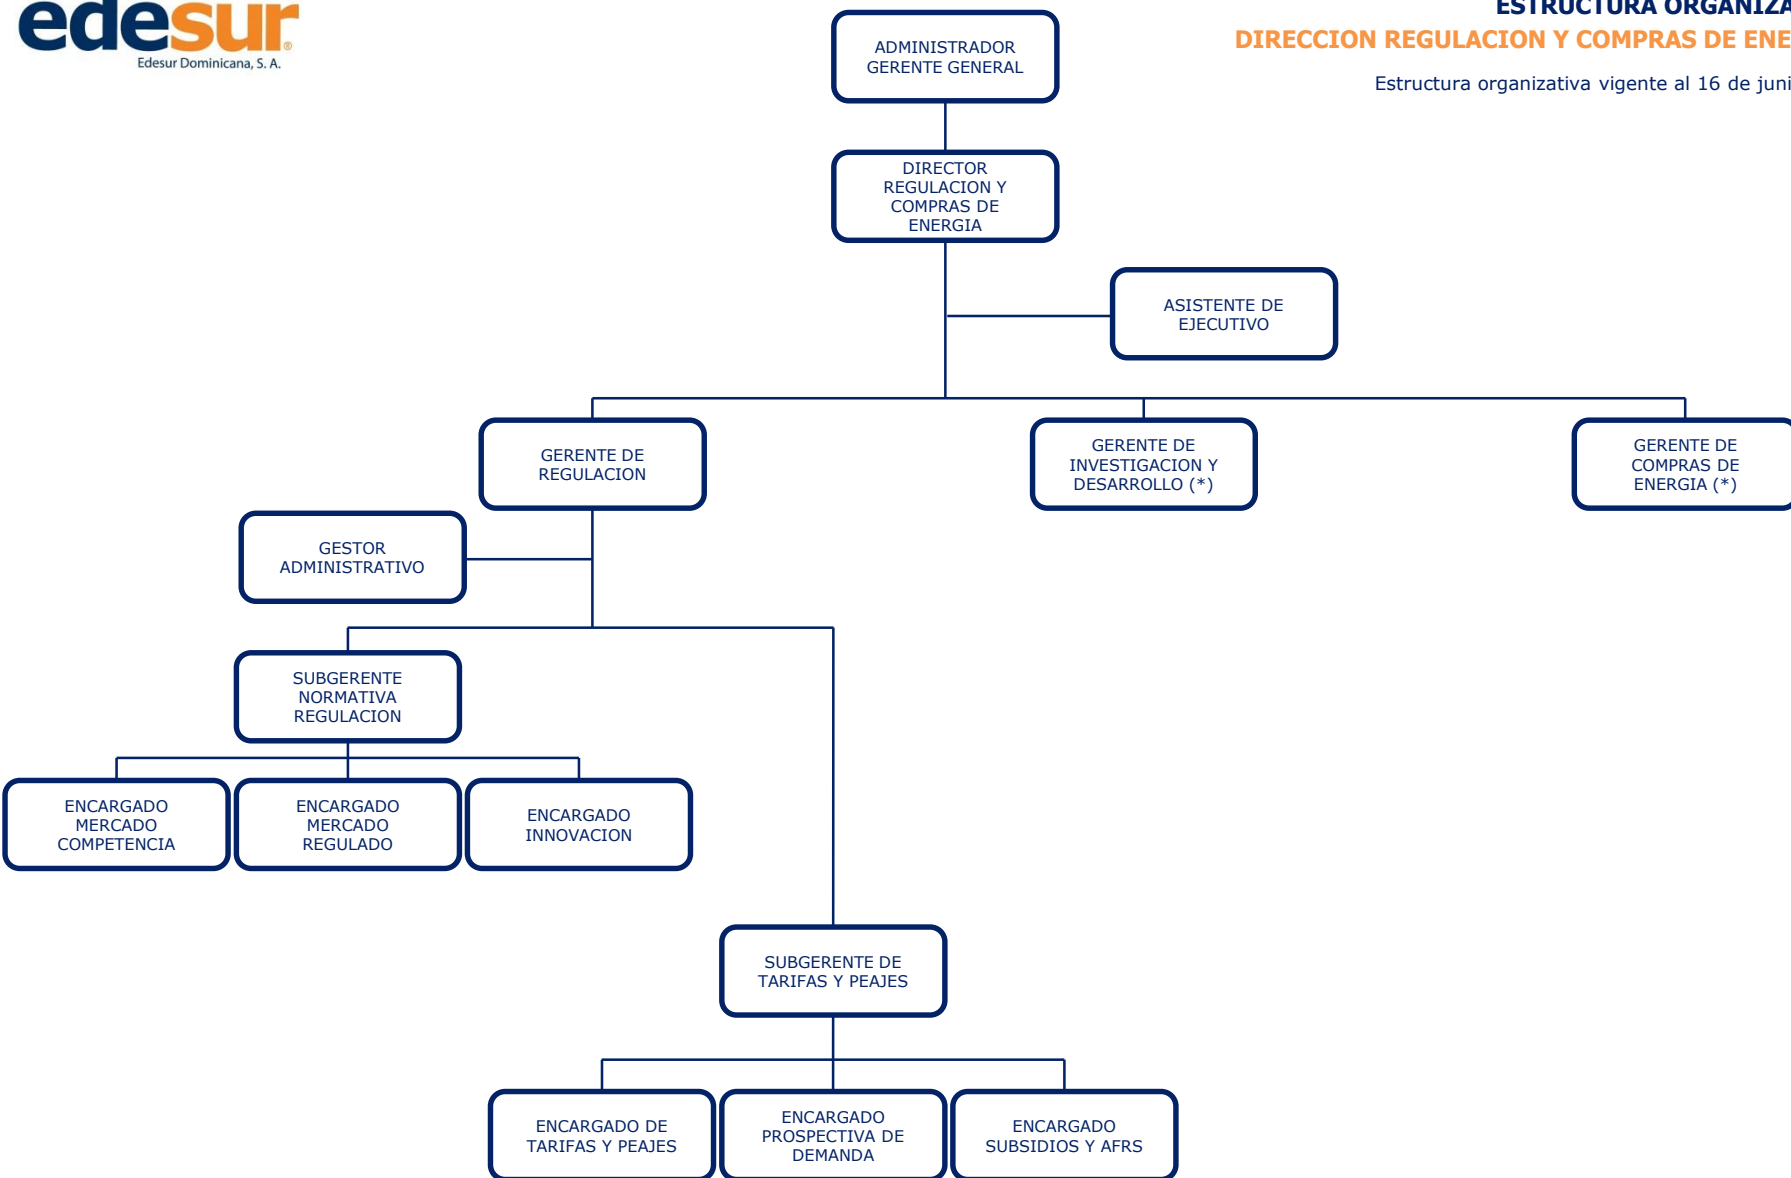 edesur
Edesur Dominicana, S. A.
ESTRUCTURA
DIRECCION REGULACION Y COMPRAS DE
Estructura organizativa vigente al 16 de
ADMINISTRADOR
GERENTE GENERAL
DIRECTOR
REGULACION Y
COMPRAS DE
ENERGIA
ASISTENTE DE
EJECUTIVO
GERENTE DE
REGULACION
GERENTE DE
INVESTIGACION Y
DESARROLLO (*)
GERENTE DE
COMPRAS DE
ENERGIA (*)
GESTOR
ADMINISTRATIVO
SUBGERENTE
NORMATIVA
REGULACION
ENCARGADO
MERCADO
COMPETENCIA
ENCARGADO
MERCADO
REGULADO
ENCARGADO
INNOVACION
SUBGERENTE DE
TARIFAS Y PEAJES
ENCARGADO DE
TARIFAS Y PEAJES
ENCARGADO
PROSPECTIVA DE
DEMANDA
ENCARGADO
SUBSIDIOS Y AFRS